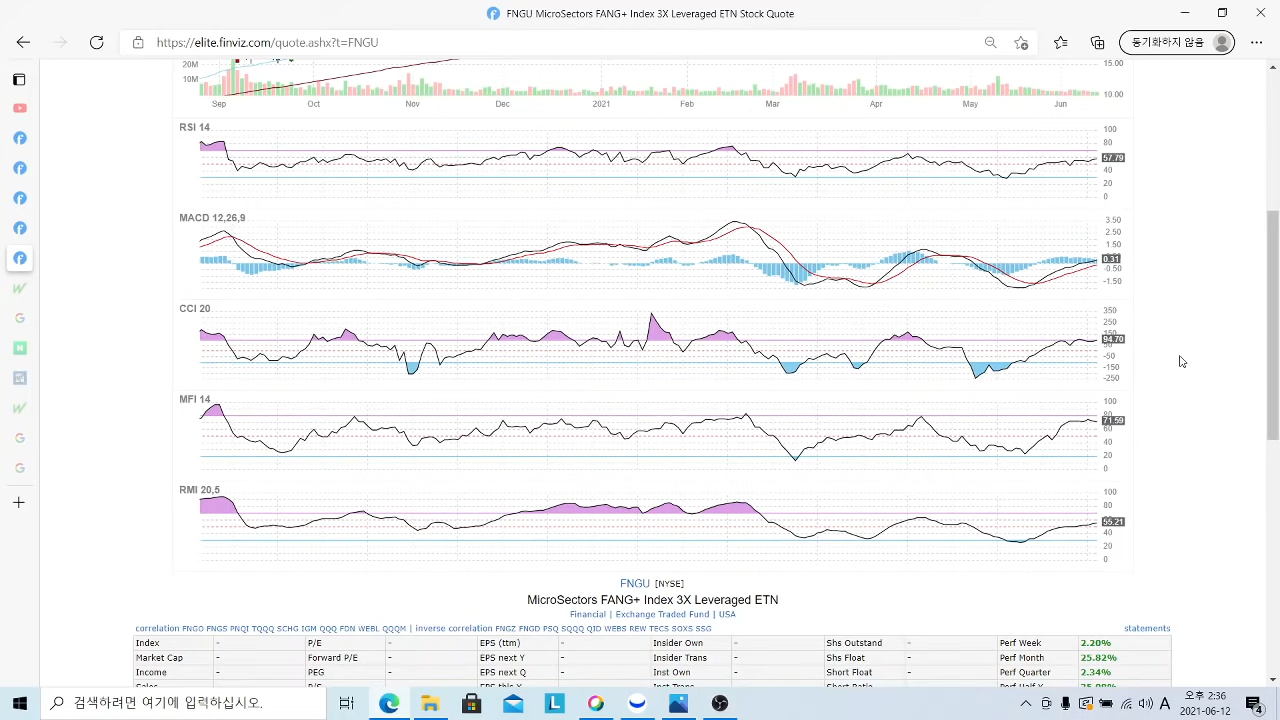 FNGU MicroSectors FANG+ Index 3X Leveraged ETN Stock Quote
https://elite.finviz.com/quote.ashx?t=FNGU
동기화하지 않음
20M
10M
15.00
10.00
Sep Oct Nov Dec 2021 Feb Mar Apr May Jun
RSI 14
100
80
57.79
40
20
0
MACD 12,26,9
3.50
2.50
1.50
0.31
-0.50
-1.50
CCI 20
350
250
150
94.70
50
-50
-150
-250
MFI 14
100
80
71.59
60
40
20
0
RMI 20,5
100
80
55.21
40
20
0
FNGU [NYSE]
MicroSectors FANG+ Index 3X Leveraged ETN
Financial | Exchange Traded Fund | USA
correlation FNGO FNGS PNQI TQQQ SCHG IGM QQQ FDN WEBL QQQM | inverse correlation FNGZ FNGD PSQ SQQQ QID WEBS REW TECS SOXS SSG statements
Index - P/E - EPS (ttm) - Insider Own - Shs Outstand - Perf Week 2.20%
Market Cap - Forward P/E - EPS next Y - Insider Trans - Shs Float - Perf Month 25.82%
Income - PEG - EPS next Q - Inst Own - Short Float - Perf Quarter 2.34%
검색하려면 여기에 입력하십시오.
A
오후 2:36
2021-06-12
4